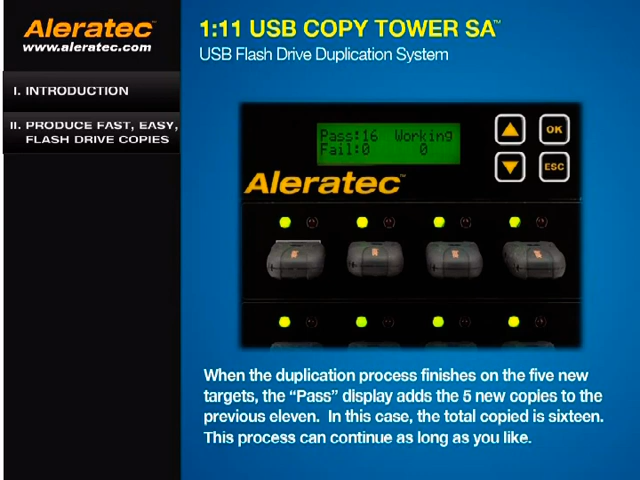 Aleratec™
www.aleratec.com
I. INTRODUCTION
II. PRODUCE FAST, EASY,
FLASH DRIVE COPIES
1:11 USB COPY TOWER SA™
USB Flash Drive Duplication System
Pass:16 Working
Fail:0 0
OK
ESC
Aleratec™
When the duplication process finishes on the five new
targets, the “Pass” display adds the 5 new copies to the
previous eleven. In this case, the total copied is sixteen.
This process can continue as long as you like.